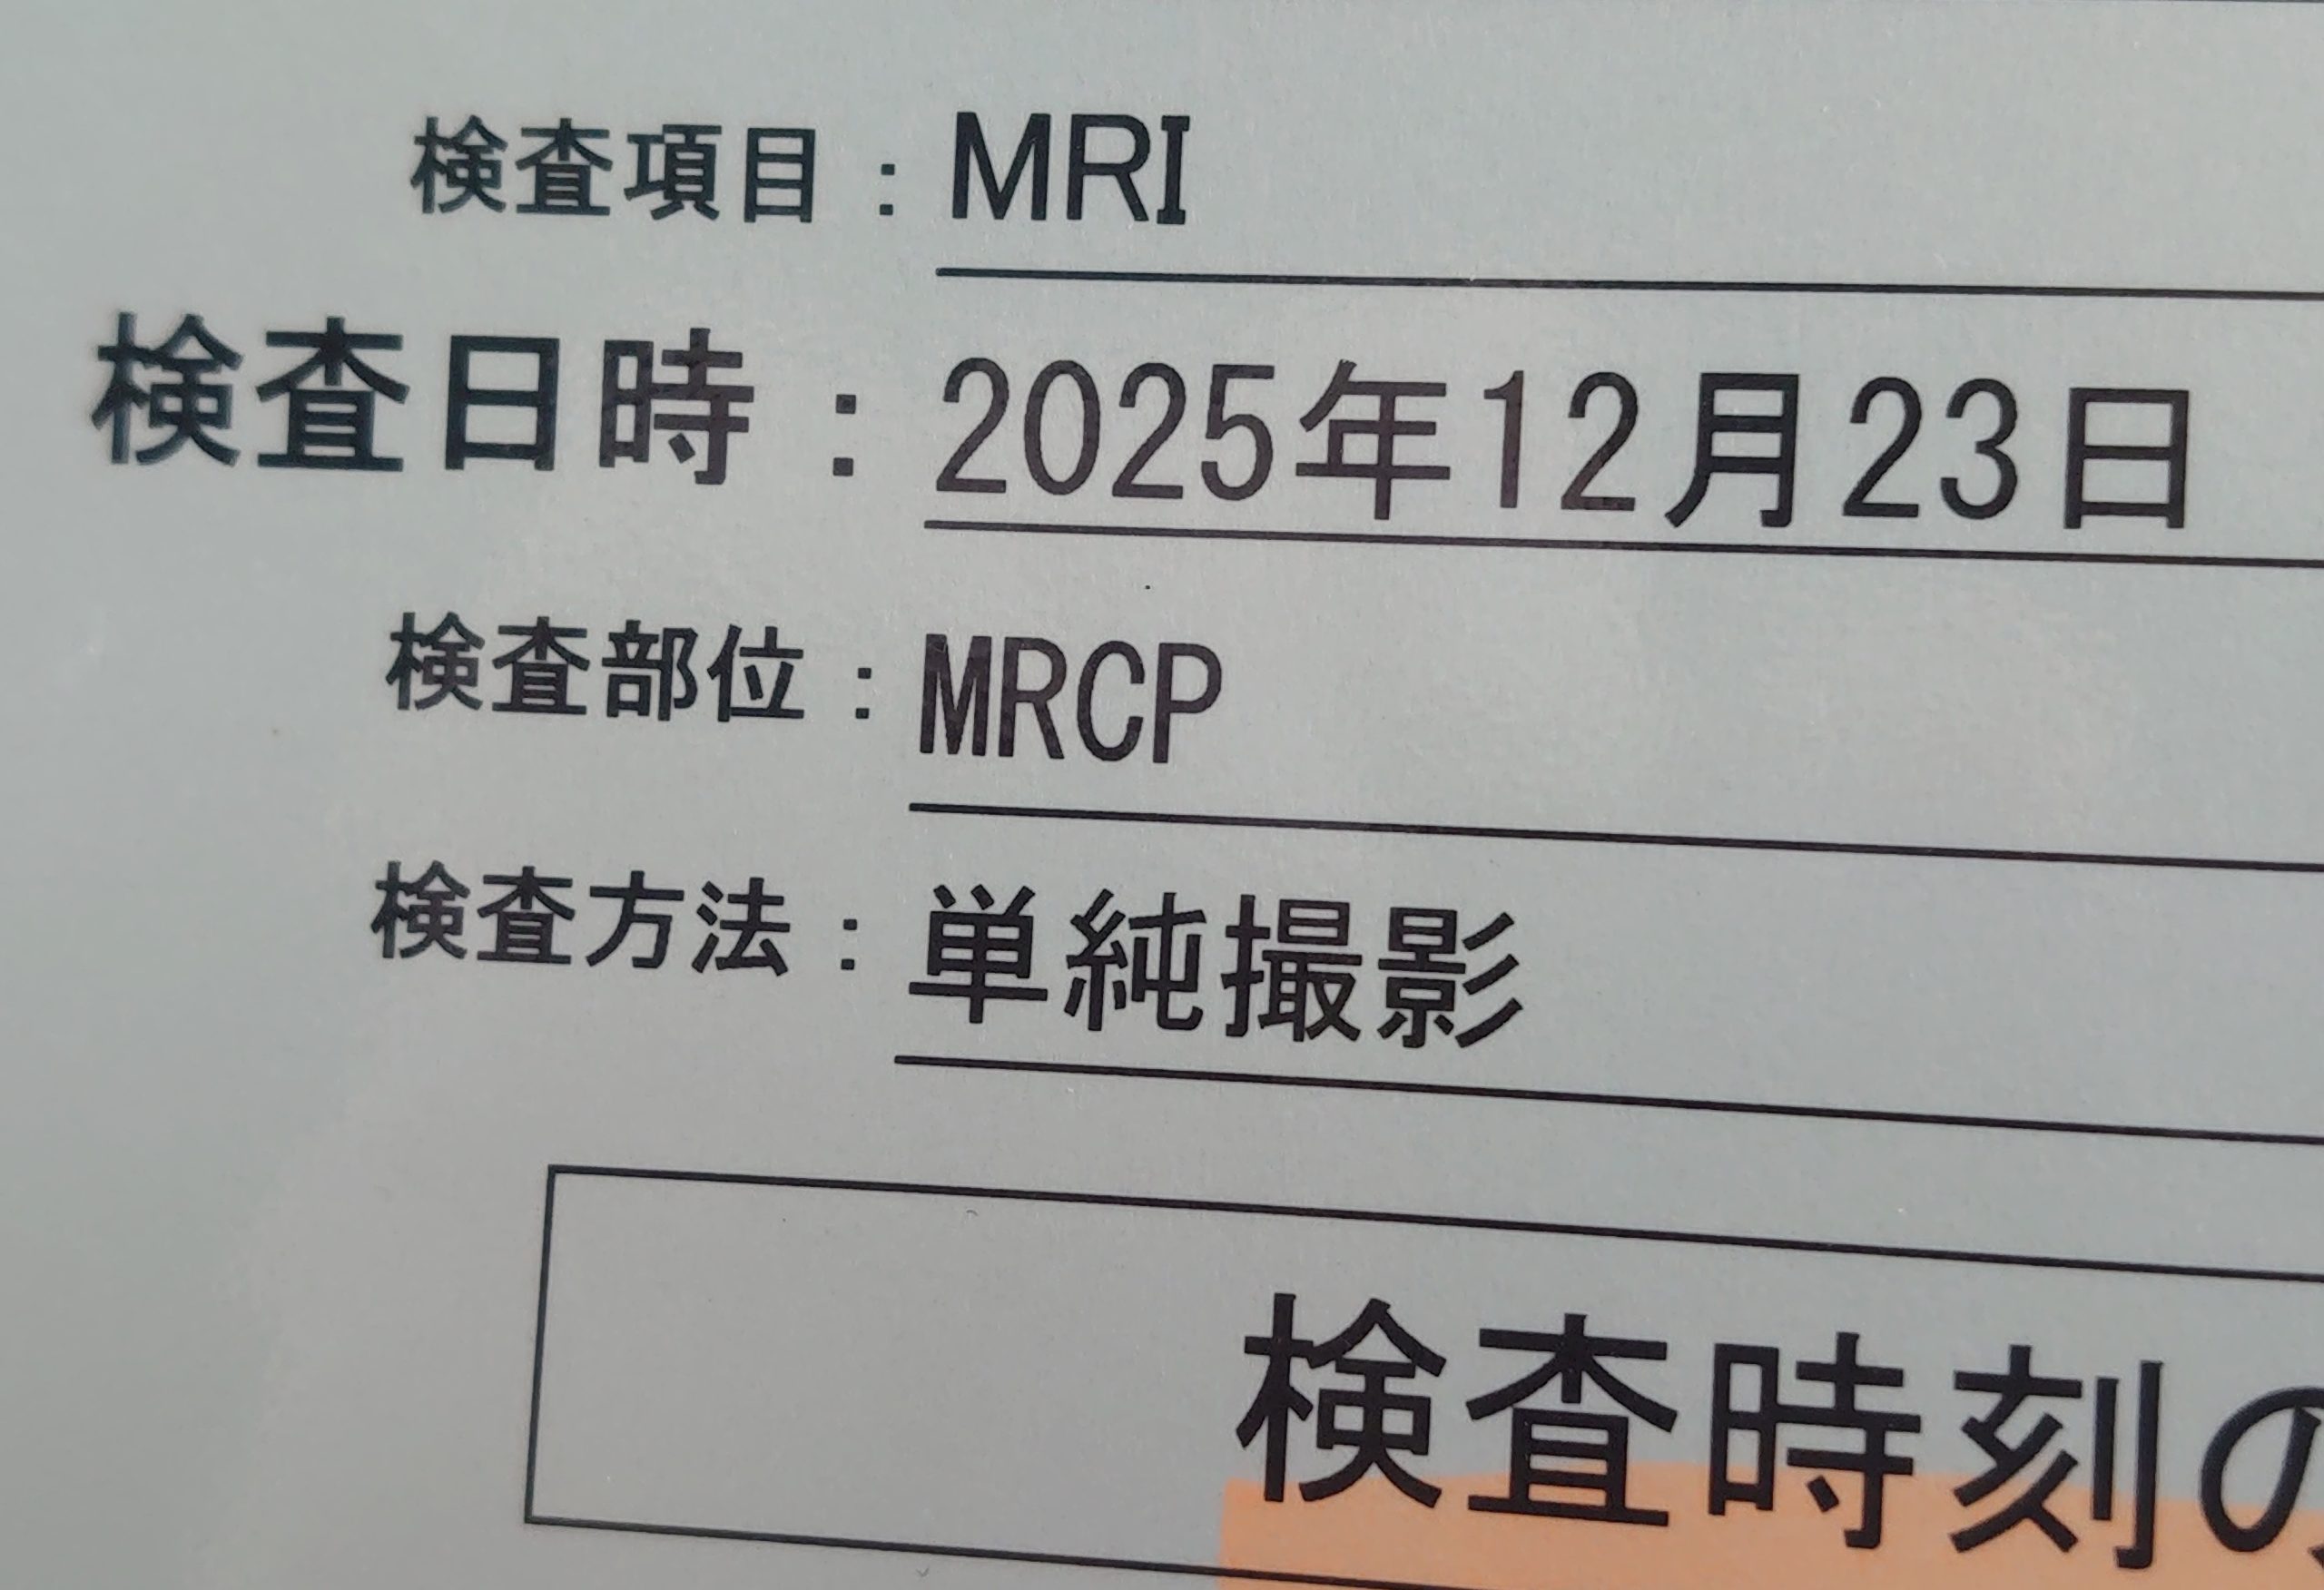 検査項目：MRI
検査日時：2025年12月23日
検査部位：MRCP
検査方法：単純撮影
検査時刻の